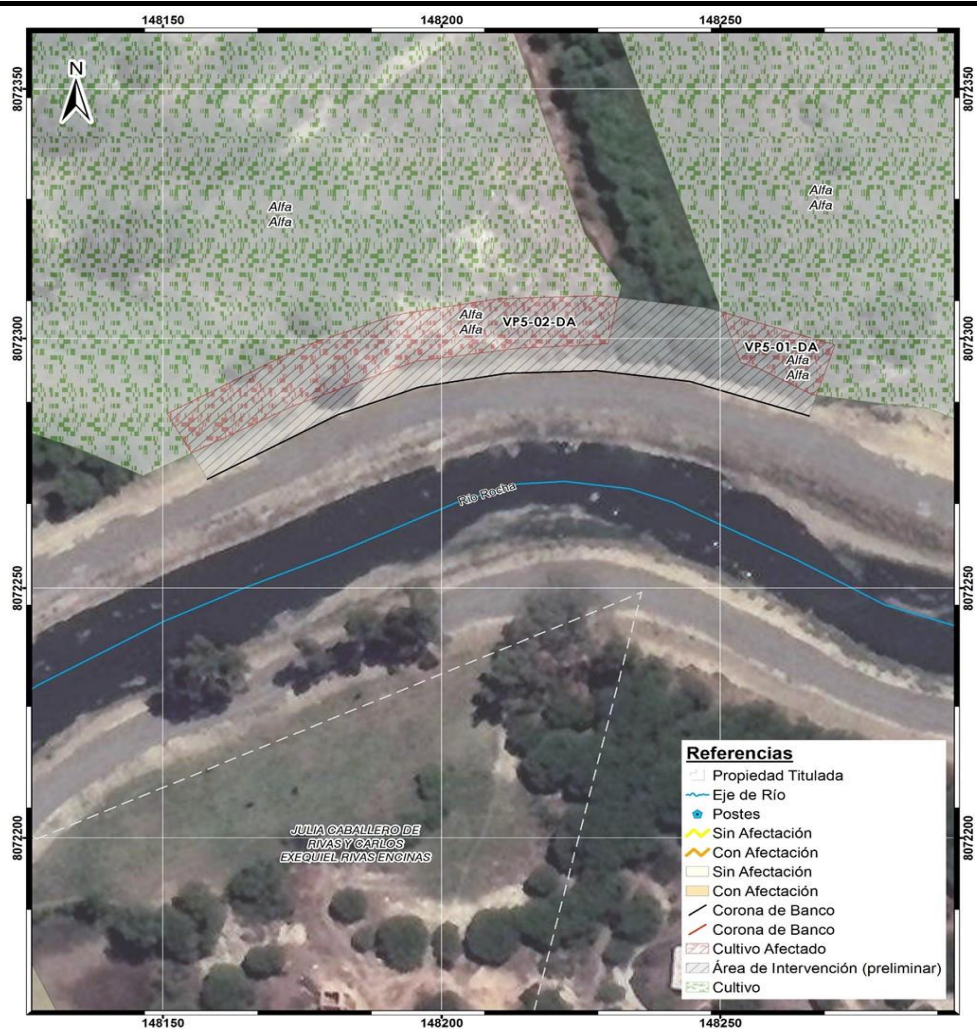 148150
148200
148250
8072350
8072350
N
Alfa
Alfa
Alfa
Alfa
8072300
8072300
Alfa
Alfa
VP5-02-DA
VP5-01-DA
Alfa
Alfa
Río Rocha
8072250
8072250
Referencias
Propiedad Titulada
Eje de Río
Postes
Sin Afectación
Con Afectación
Sin Afectación
Con Afectación
Corona de Banco
Corona de Banco
Cultivo Afectado
Área de Intervención (preliminar)
Cultivo
8072200
8072200
JULIA CABALLERO DE
RIVAS Y CARLOS
EXEQUIEL RIVAS ENCINAS
148150
148200
148250